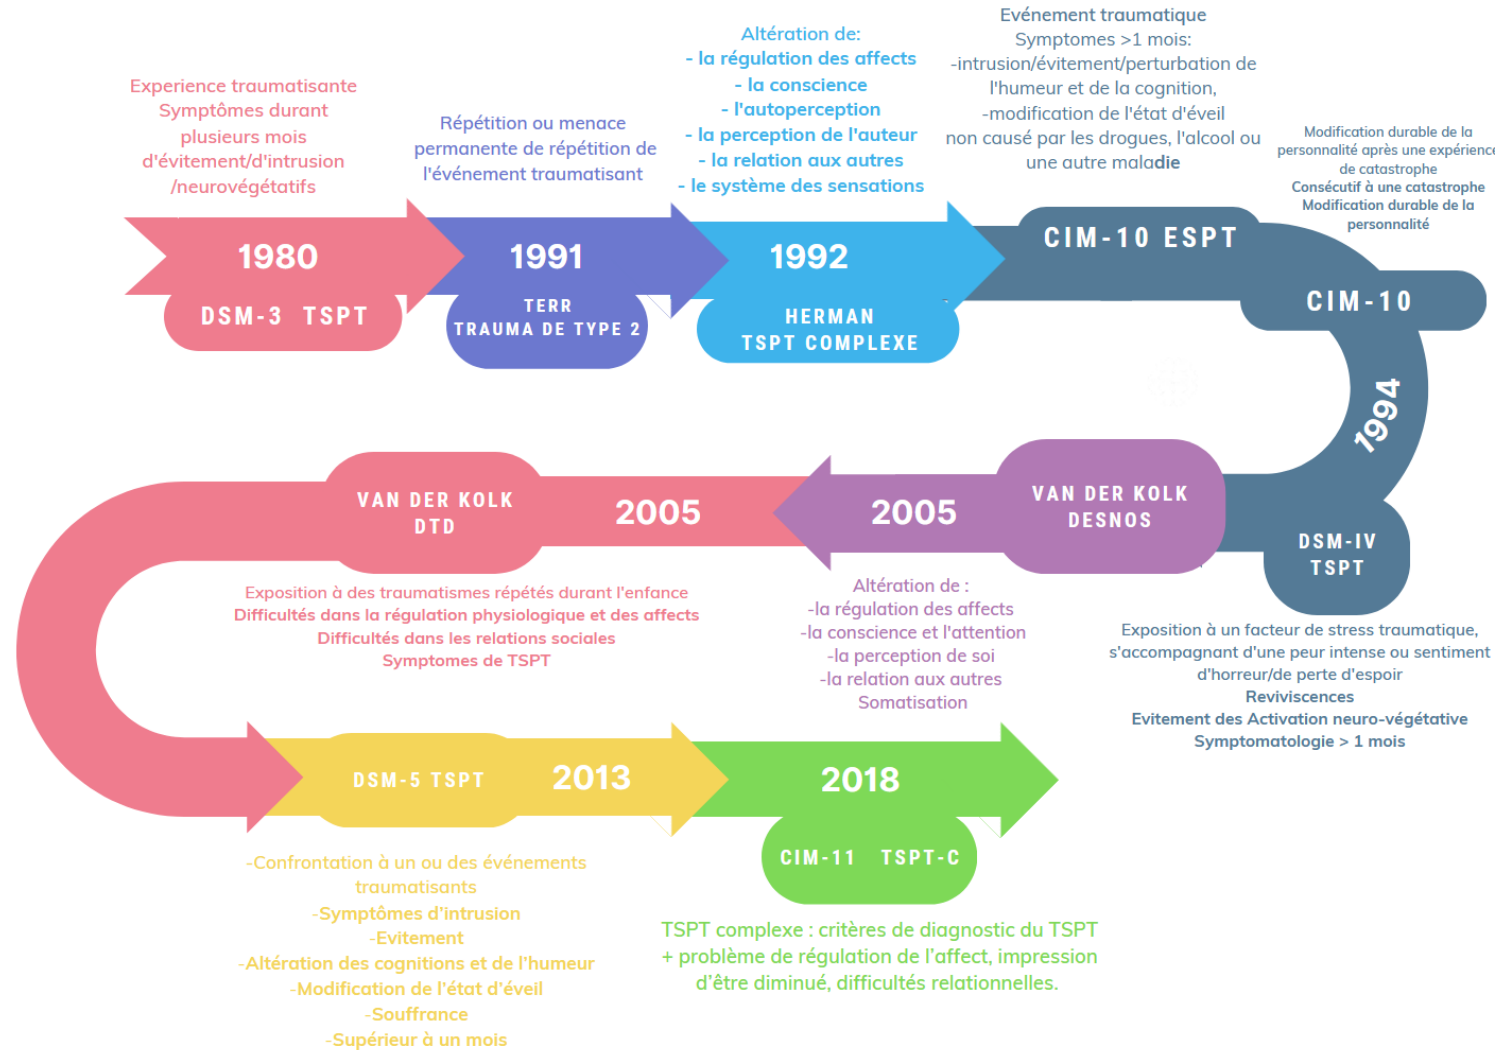 Experience traumatisante
Symptômes durant
plusieurs mois
d'évitement/d'intrusion
/neurovégétatifs
1980
DSM-3 TSPT
Répétition ou menace
permanente de répétition de
l'événement traumatisant
1991
TERR
TRAUMA DE TYPE 2
Altération de:
- la régulation des affects
- la conscience
- l'autoperception
- la perception de l'auteur
- la relation aux autres
- le système des sensations
1992
HERMAN
TSPT COMPLEXE
Evénement traumatique
Symptomes >1 mois:
-intrusion/évitement/perturbation de
l'humeur et de la cognition,
-modification de l'état d'éveil
non causé par les drogues, l'alcool ou
une autre maladie
CIM-10 ESPT
Modification durable de la
personnalité après une expérience
de catastrophe
Consécutif à une catastrophe
Modification durable de la
personnalité
CIM-10
1994
DSM-IV
TSPT
Exposition à un facteur de stress traumatique,
s'accompagnant d'une peur intense ou sentiment
d'horreur/de perte d'espoir
Reviviscences
Evitement des Activation neuro-végétative
Symptomatologie > 1 mois
VAN DER KOLK
DESNOS
2005
Altération de :
-la régulation des affects
-la conscience et l'attention
-la perception de soi
-la relation aux autres
Somatisation
2005
VAN DER KOLK
DTD
Exposition à des traumatismes répétés durant l'enfance
Difficultés dans la régulation physiologique et des affects
Difficultés dans les relations sociales
Symptomes de TSPT
DSM-5 TSPT
2013
-Confrontation à un ou des événements
traumatisants
-Symptômes d'intrusion
-Evitement
-Altération des cognitions et de l'humeur
-Modification de l'état d'éveil
-Souffrance
-Supérieur à un mois
2018
CIM-11 TSPT-C
TSPT complexe : critères de diagnostic du TSPT
+ problème de régulation de l'affect, impression
d'être diminué, difficultés relationnelles.